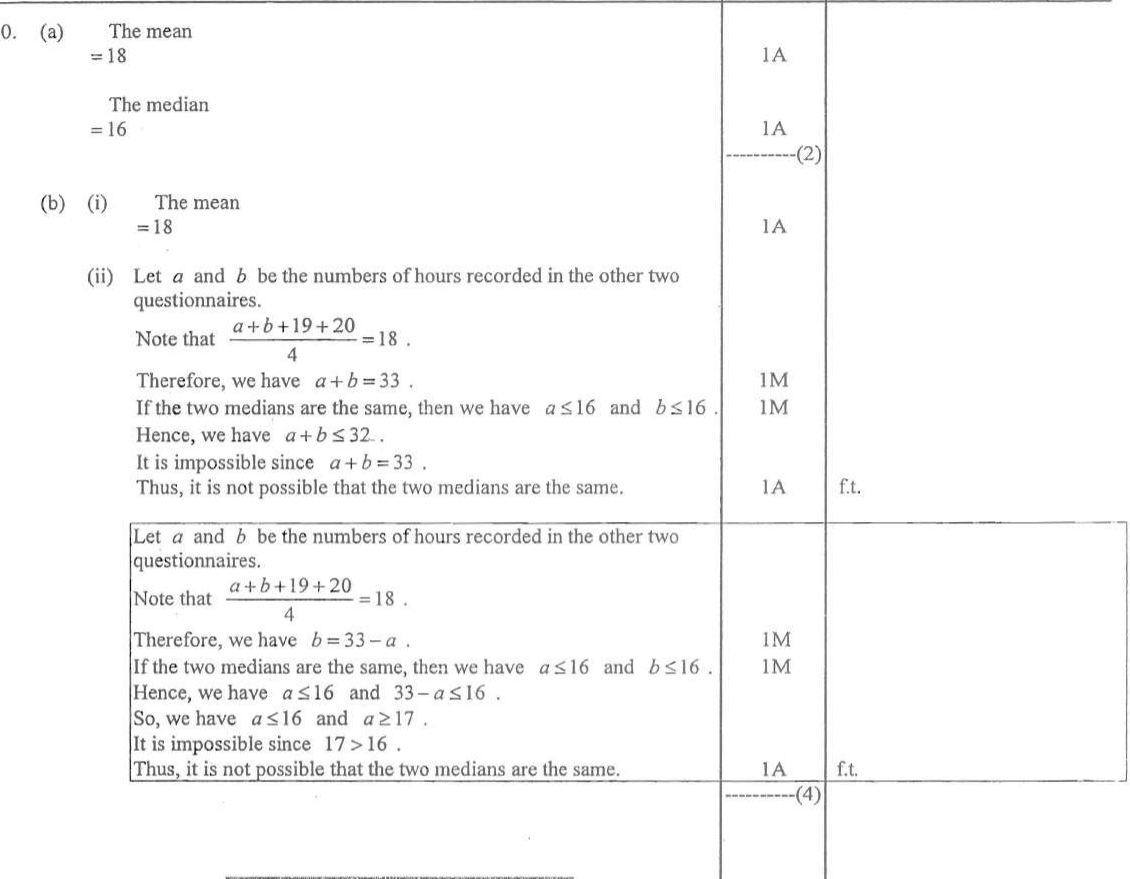 0. (a) The mean
= 18 1A
The median
= 16 1A
----------(2)
(b) (i) The mean
= 18 1A
(ii) Let a and b be the numbers of hours recorded in the other two
questionnaires.
Note that \frac{a+b+19+20}{4} = 18 .
Therefore, we have a+b=33 . 1M
If the two medians are the same, then we have a≤16 and b≤16 . 1M
Hence, we have a+b≤32 .
It is impossible since a+b=33 .
Thus, it is not possible that the two medians are the same. 1A f.t.
Let a and b be the numbers of hours recorded in the other two
questionnaires.
Note that \frac{a+b+19+20}{4} = 18 .
Therefore, we have b=33−a . 1M
If the two medians are the same, then we have a≤16 and b≤16 . 1M
Hence, we have a≤16 and 33−a≤16 .
So, we have a≤16 and a≥17 .
It is impossible since 17>16 .
Thus, it is not possible that the two medians are the same. 1A f.t.
----------(4)